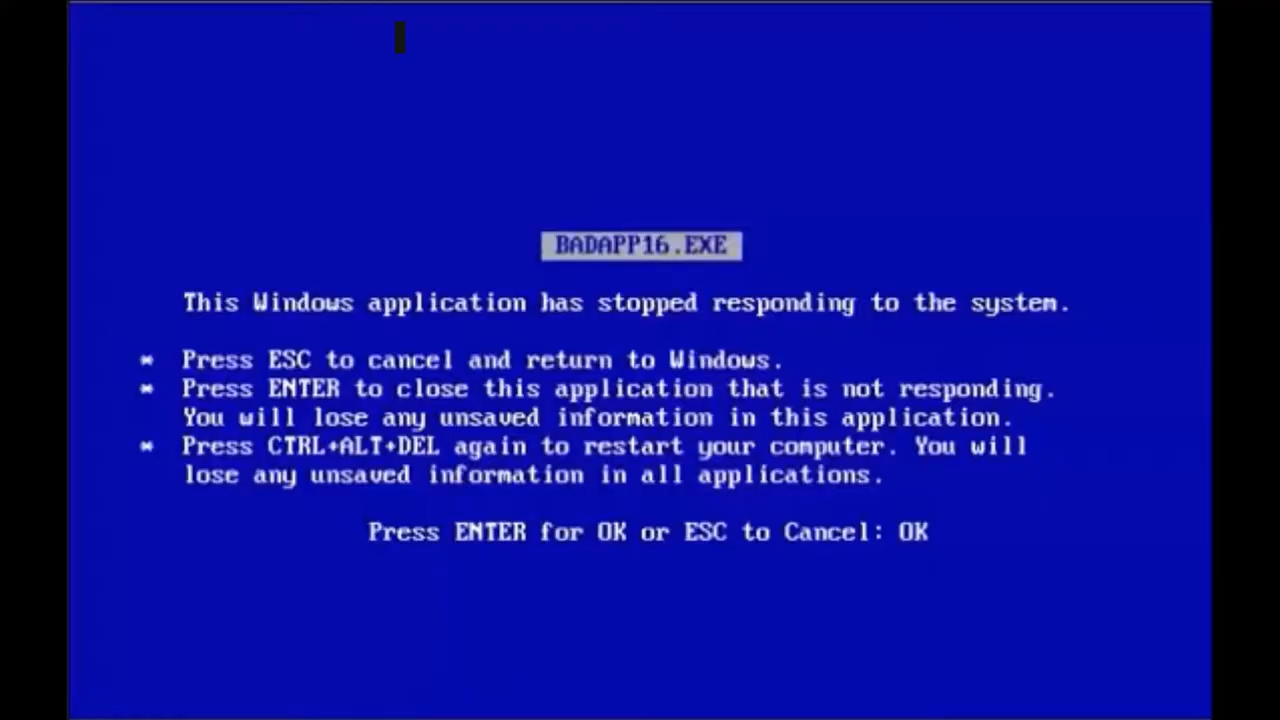 BADAPP16.EXE
This Windows application has stopped responding to the system.
* Press ESC to cancel and return to Windows.
* Press ENTER to close this application that is not responding.
You will lose any unsaved information in this application.
* Press CTRL+ALT+DEL again to restart your computer. You will
lose any unsaved information in all applications.
Press ENTER for OK or ESC to Cancel: OK